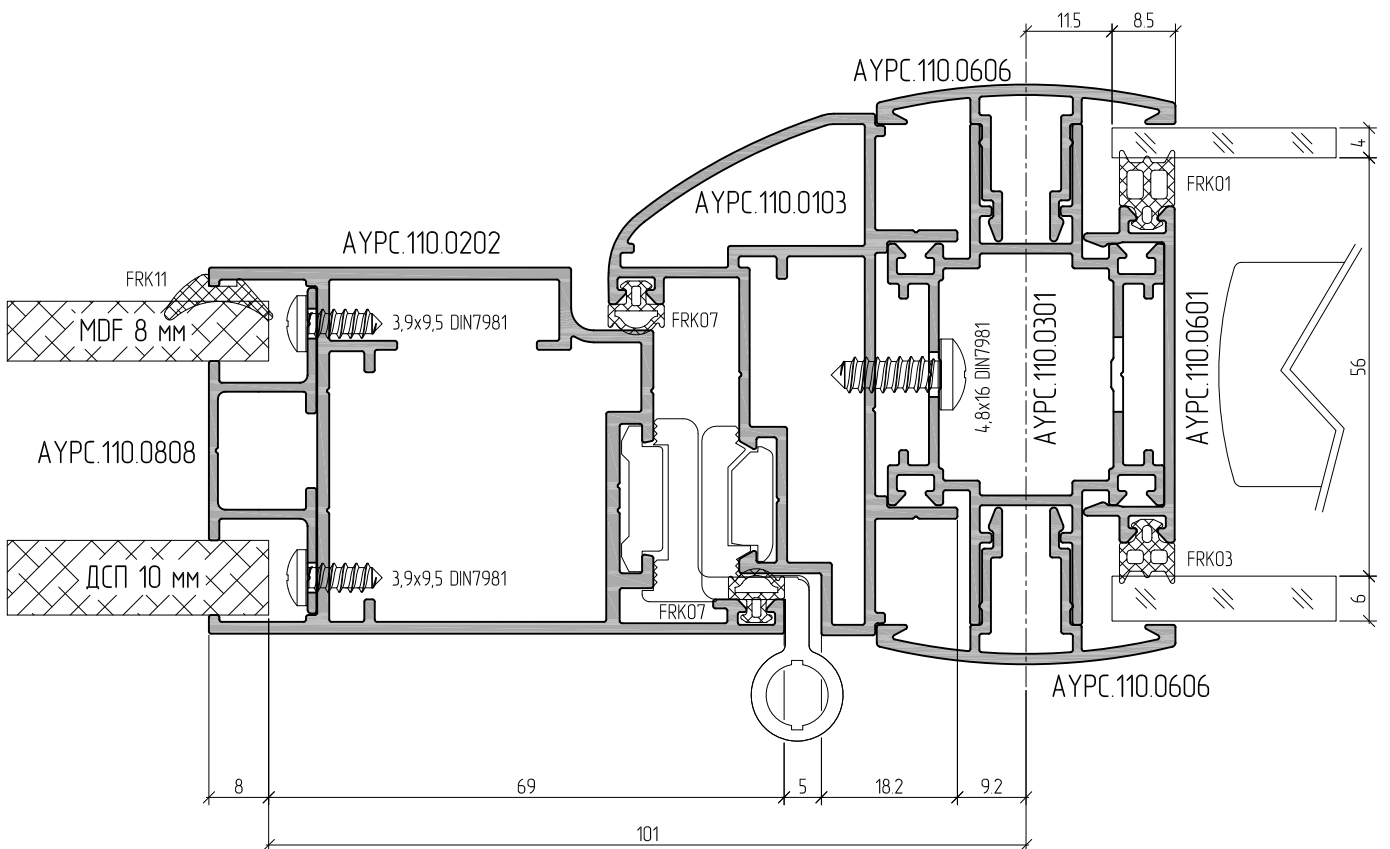 11.5
8.5
AYPC.110.0606
4
FRK01
AYPC.110.0103
AYPC.110.0202
FRK11
MDF 8 мм
3,9x9,5 DIN7981
FRK07
4,8x16 DIN7981
AYPC.110.0301
AYPC.110.0601
56
AYPC.110.0808
ДСП 10 мм
3,9x9,5 DIN7981
FRK07
FRK03
6
AYPC.110.0606
8
69
5
18.2
9.2
101